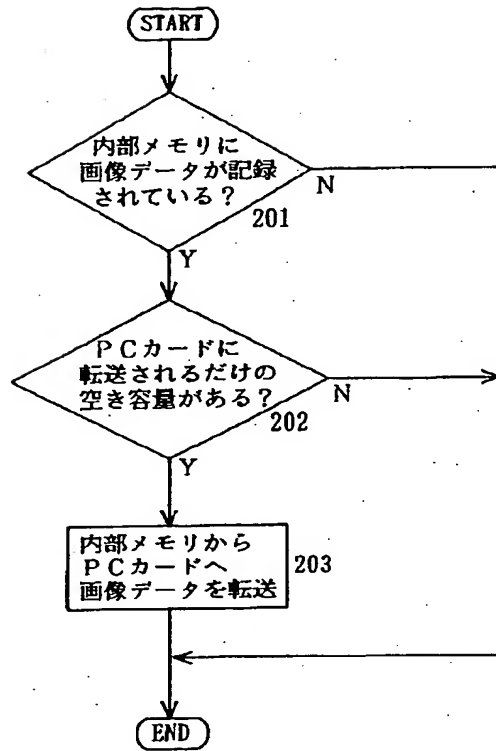 START
内部メモリに
画像データが記録
されている?
N
201
Y
PCカードに
転送されるだけの
空き容量がある?
N
202
Y
内部メモリから
PCカードへ
画像データを転送
203
END